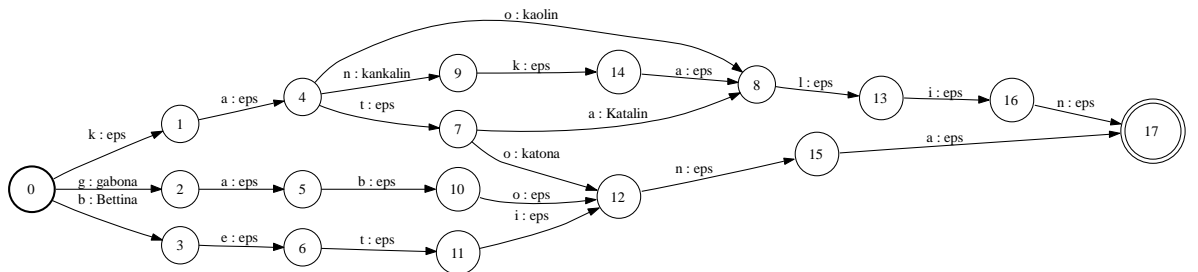 o : kaolin
n : kankalin
9
k : eps
14
a : eps
8
l : eps
13
i : eps
16
n : eps
17
a : eps
4
t : eps
7
a : Katalin
k : eps
1
o : katona
15
a : eps
n : eps
0
g : gabona
2
a : eps
5
b : eps
10
o : eps
12
b : Bettina
3
e : eps
6
t : eps
11
i : eps